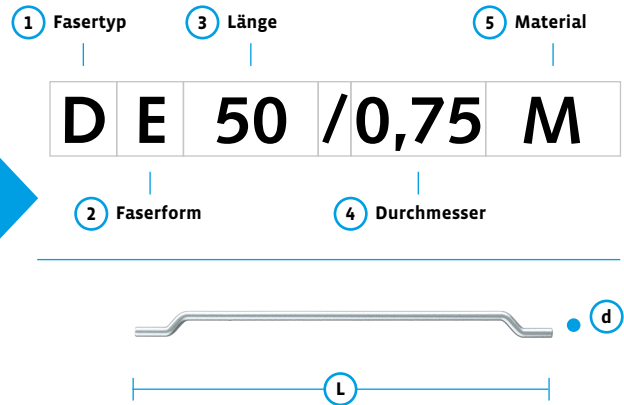 1 Fasertyp 3 Länge 5 Material
D E 50 /0,75 M
2 Faserform 4 Durchmesser
d
L